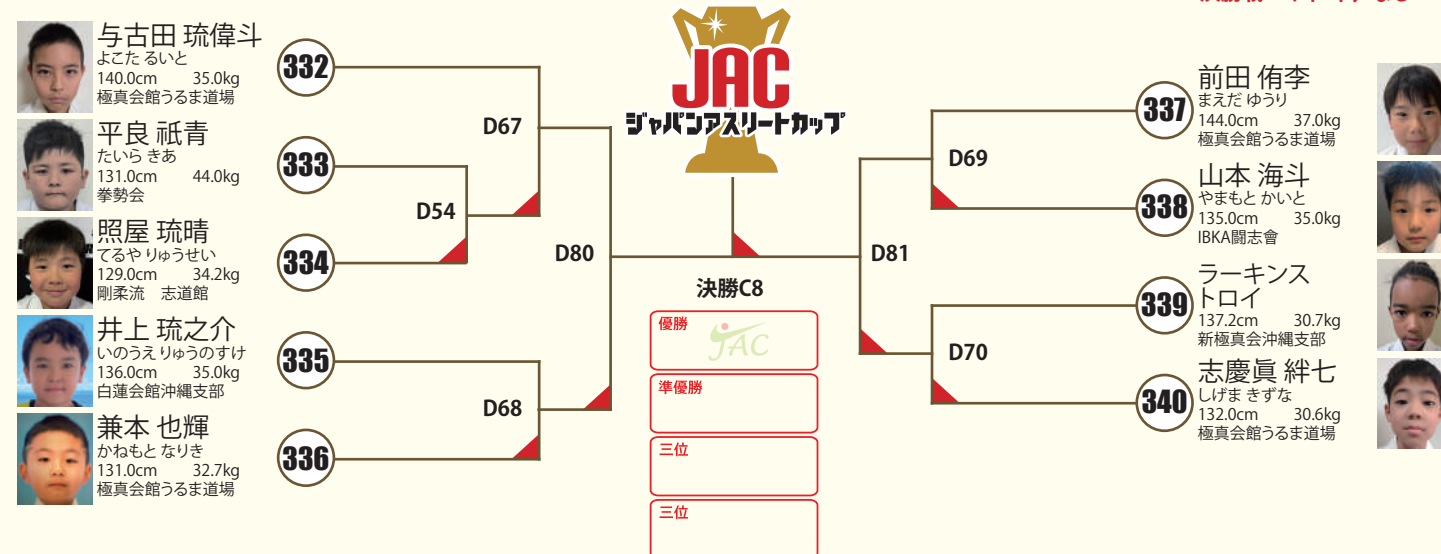 与古田 琉偉斗
よこた るいと
140.0cm 35.0kg
極真会館うるま道場
332
平良 祇青
たいら きあ
131.0cm 44.0kg
拳勢会
333
照屋 琉晴
てるや りゅうせい
129.0cm 34.2kg
剛柔流 志道館
334
井上 琉之介
いのうえ りゅうのすけ
136.0cm 35.0kg
白蓮会館沖縄支部
335
兼本 也輝
かねもと なりき
131.0cm 32.7kg
極真会館うるま道場
336
D67
D54
D68
D80
JAC
ジャパンアスリートカップ
決勝C8
優勝
JAC
準優勝
三位
三位
D81
D69
D70
337
前田 侑李
まえだ ゆうり
144.0cm 37.0kg
極真会館うるま道場
338
山本 海斗
やまもと かいと
135.0cm 35.0kg
IBKA闘志會
339
ラーキンス
トロイ
137.2cm 30.7kg
新極真会沖縄支部
340
志慶眞 絆七
しげま きずな
132.0cm 30.6kg
極真会館うるま道場